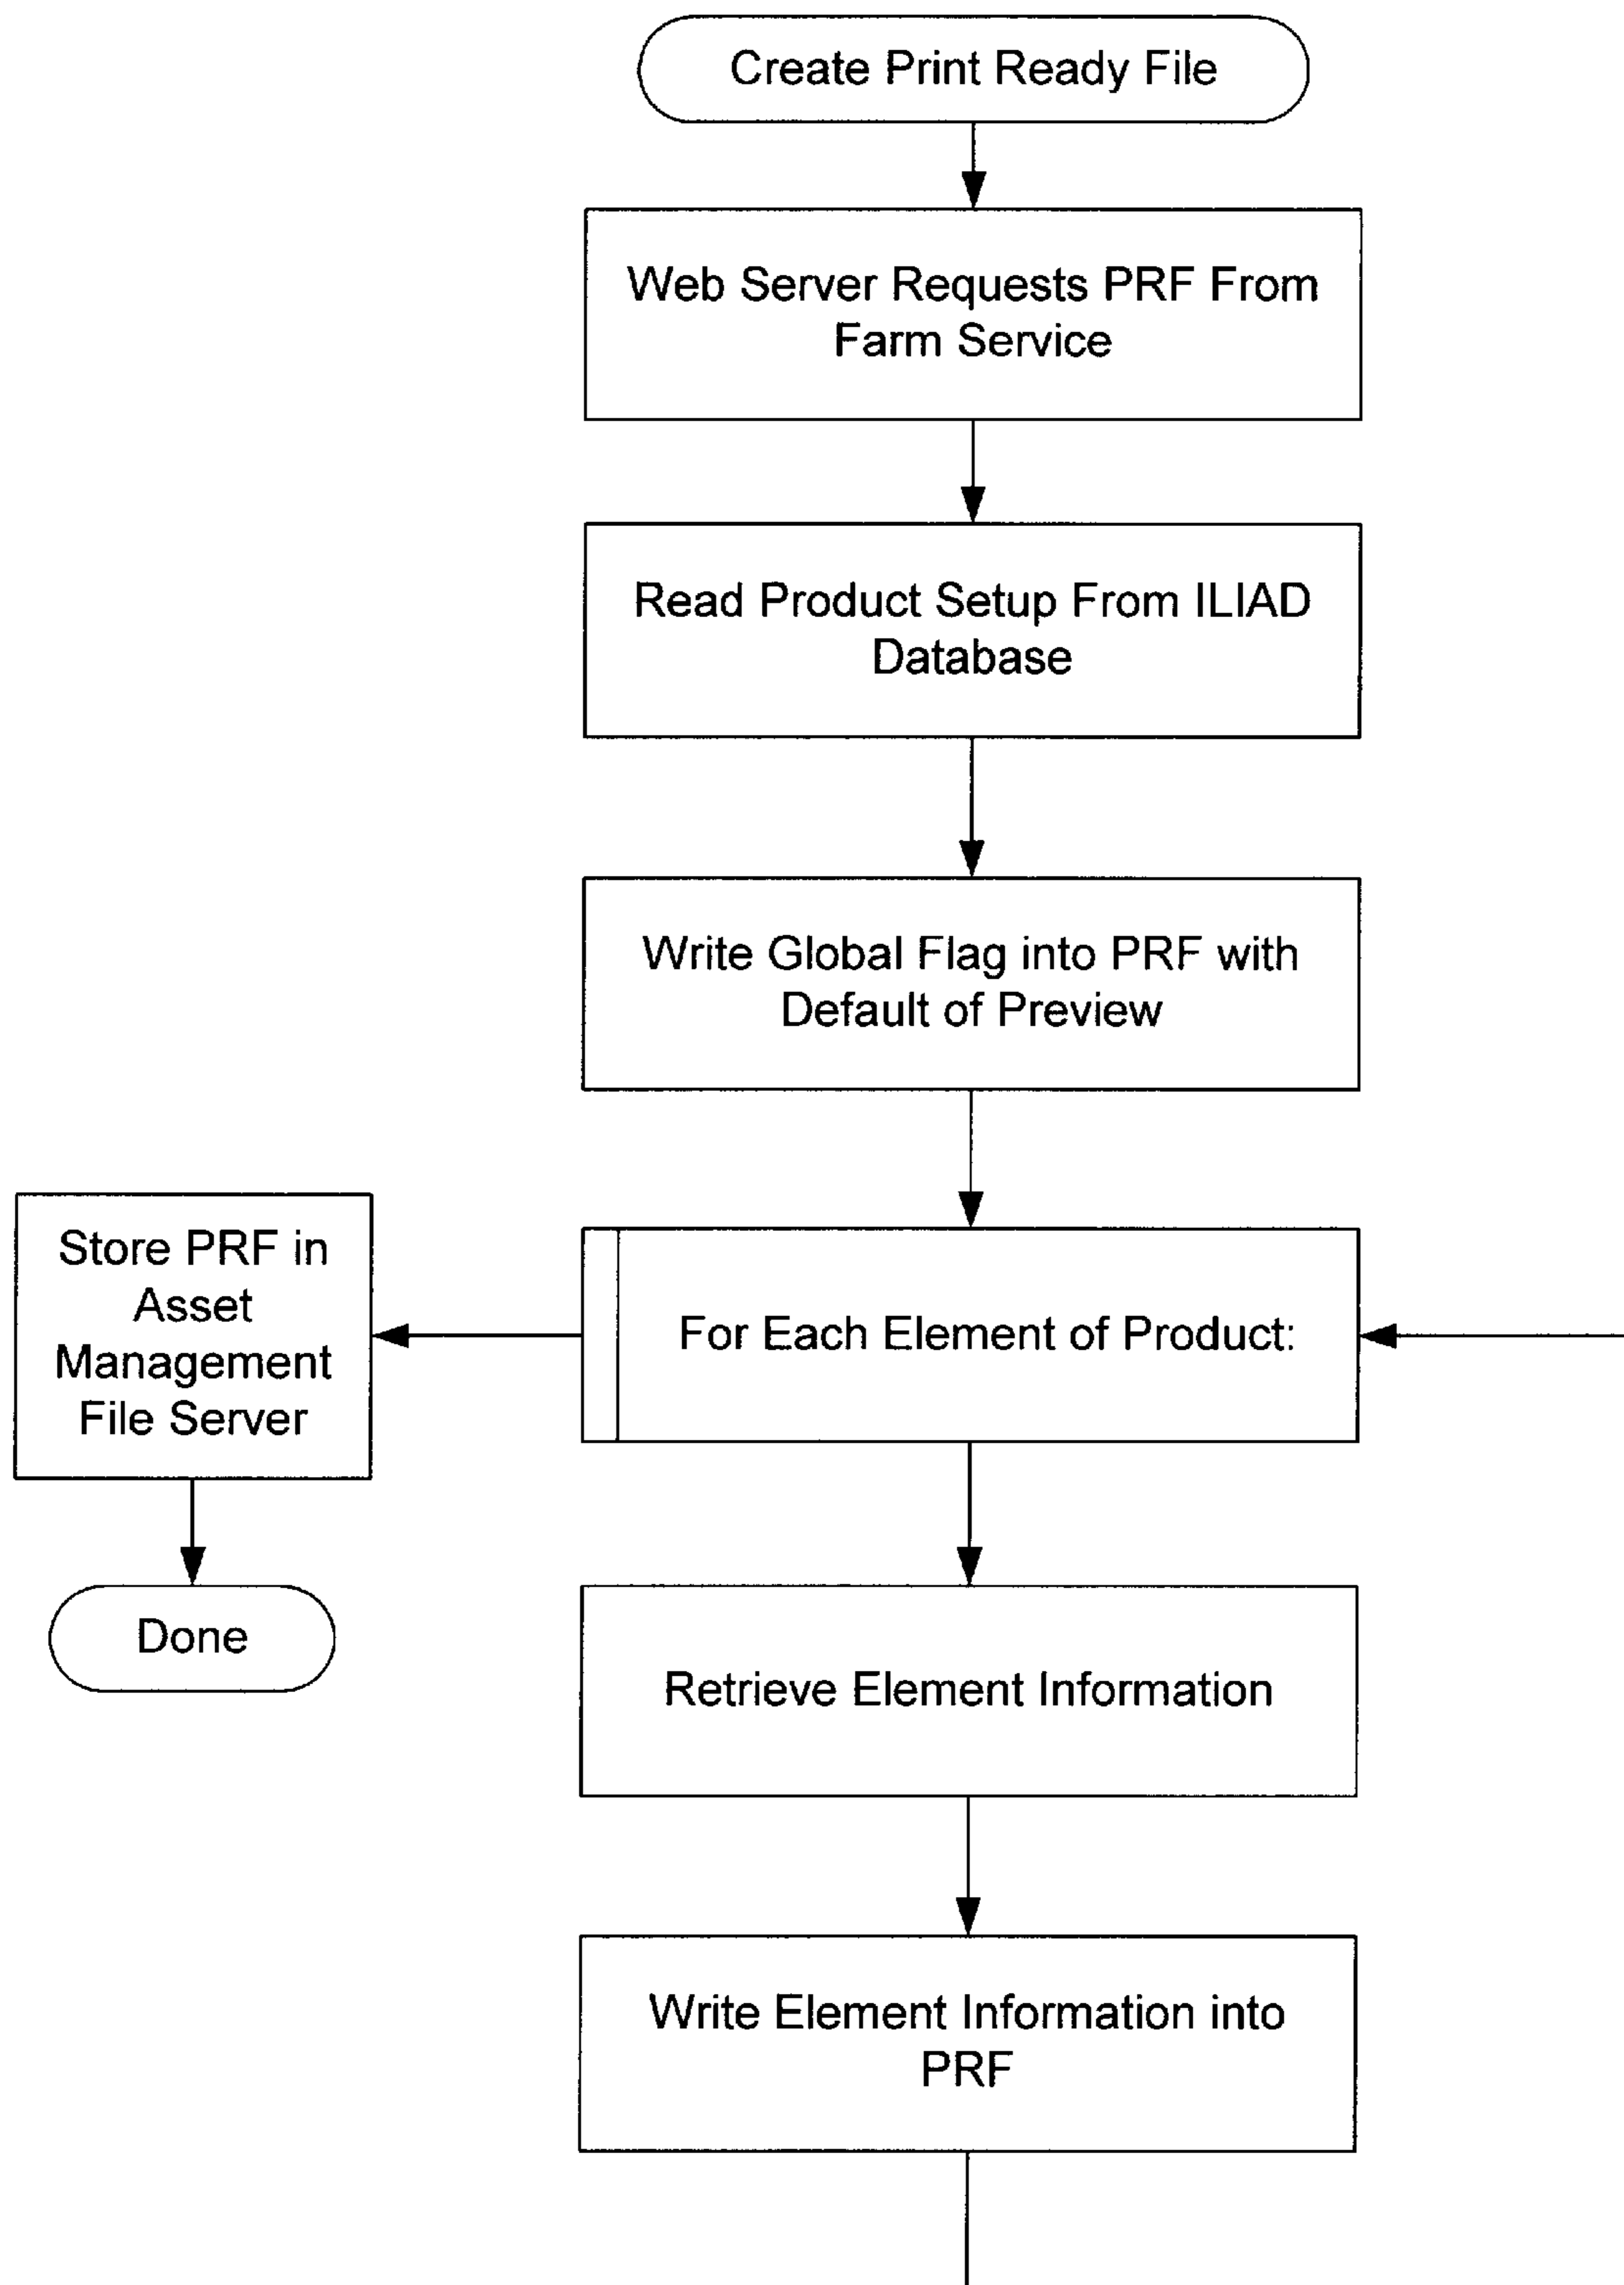 Create Print Ready File
Web Server Requests PRF From
Farm Service
Read Product Setup From ILIAD
Database
Write Global Flag into PRF with
Default of Preview
Store PRF in
Asset
Management
File Server
For Each Element of Product:
Done
Retrieve Element Information
Write Element Information into
PRF